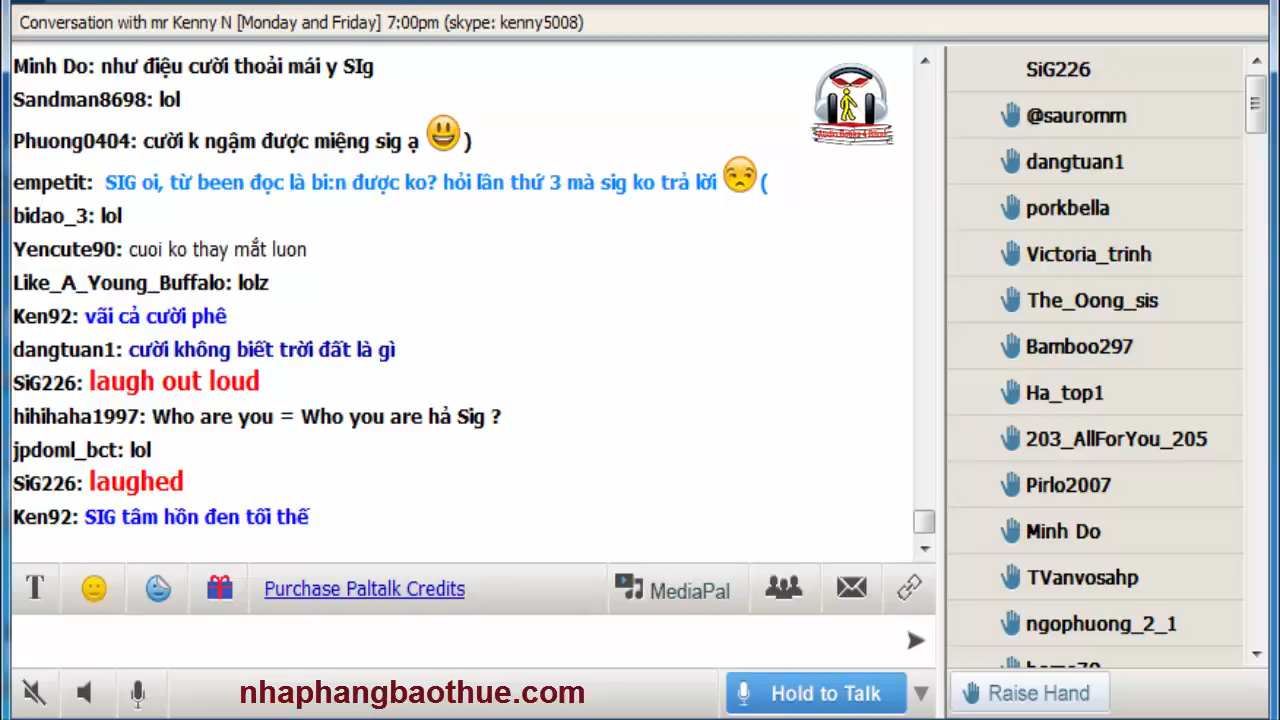 Conversation with mr Kenny N [Monday and Friday] 7:00pm (skype: kenny5008)
Minh Do: như điệu cười thoải mái y SIg
Sandman8698: lol
Phuong0404: cười k ngậm được miệng sig ạ )
empetit: SIG oi, từ been đọc là bi:n được ko? hỏi lần thứ 3 mà sig ko trả lời (
bidao_3: lol
Yencute90: cuoi ko thay mắt luon
Like_A_Young_Buffalo: lolz
Ken92: vãi cả cười phê
dangtuan1: cười không biết trời đất là gì
SiG226: laugh out loud
hihihaha1997: Who are you = Who you are hả Sig ?
jpdoml_bct: lol
SiG226: laughed
Ken92: SIG tâm hồn đen tối thế
Audio Books 4 Blind
T
Purchase Paltalk Credits
MediaPal
nhaphangbaothue.com
Hold to Talk
SiG226
@sauromm
dangtuan1
porkbella
Victoria_trinh
The_Oong_sis
Bamboo297
Ha_top1
203_AllForYou_205
Pirlo2007
Minh Do
TVanvosahp
ngophuong_2_1
Raise Hand